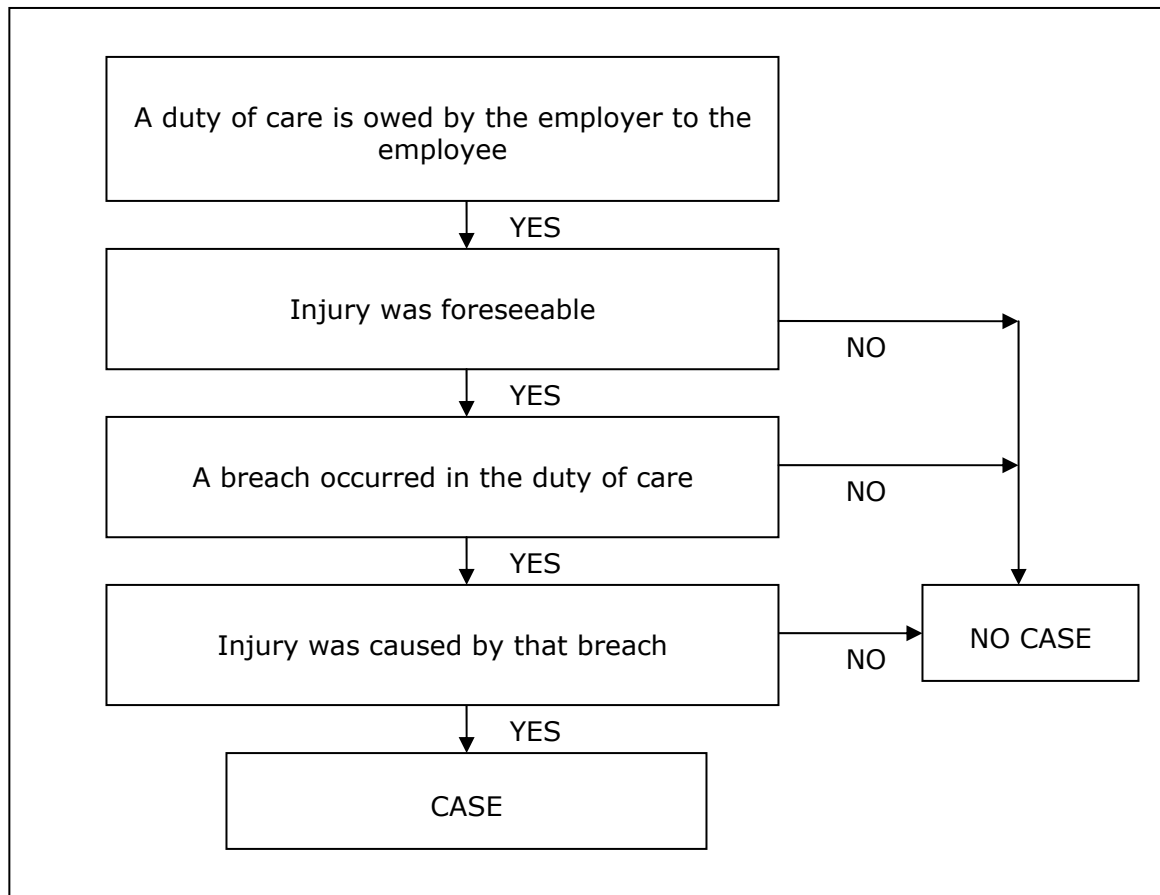 A duty of care is owed by the employer to the
employee
YES
Injury was foreseeable
NO
YES
A breach occurred in the duty of care
NO
YES
Injury was caused by that breach
NO
NO CASE
YES
CASE